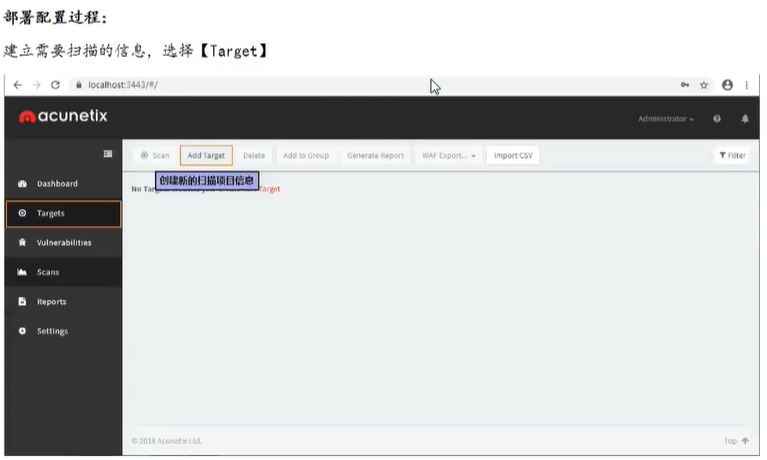 部署配置过程：
建立需要扫描的信息，选择【Target】
localhost:3443/#/
acunetix
Administrator
Scan
Add Target
Delete
Add to Group
Generate Report
WAF Export...
Import CSV
Filter
创建新的扫描项目信息
No Target
Dashboard
Targets
Vulnerabilities
Scans
Reports
Settings
© 2018 Acunetix Ltd.
Top